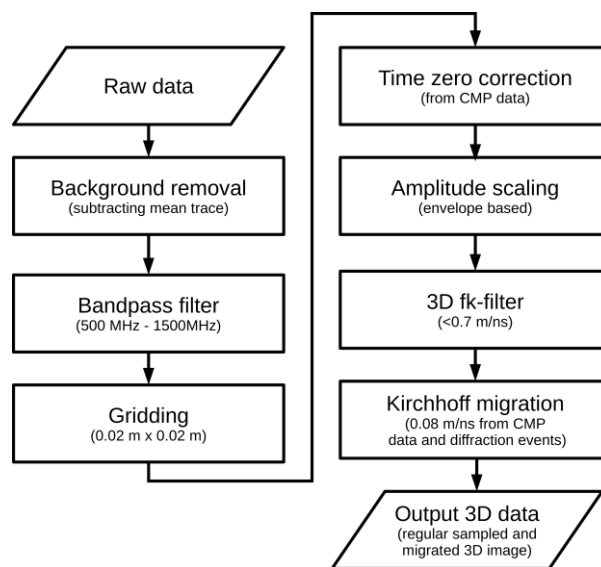 Raw data
Background removal
(subtracting mean trace)
Bandpass filter
(500 MHz - 1500MHz)
Gridding
(0.02 m x 0.02 m)
Time zero correction
(from CMP data)
Amplitude scaling
(envelope based)
3D fk-filter
(<0.7 m/ns)
Kirchhoff migration
(0.08 m/ns from CMP
data and diffraction events)
Output 3D data
(regular sampled and
migrated 3D image)